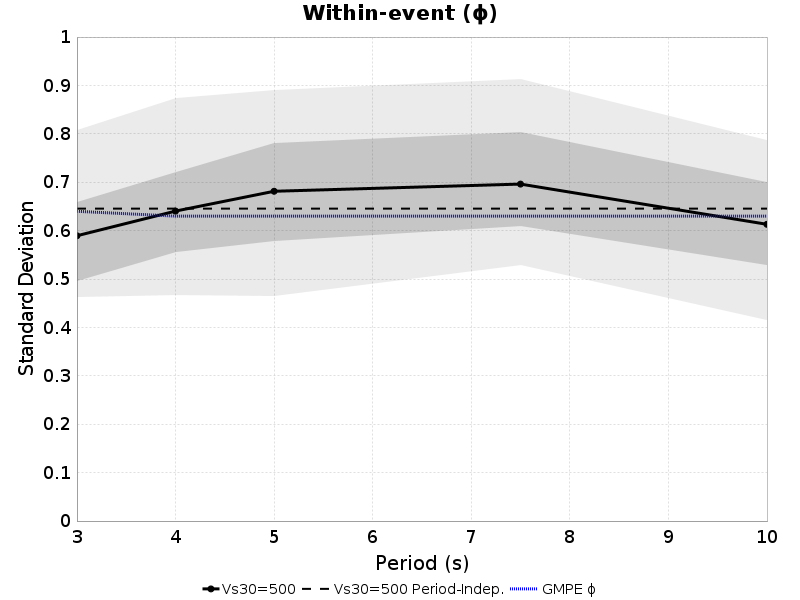 Within-event (ϕ)
Standard Deviation
1
0.9
0.8
0.7
0.6
0.5
0.4
0.3
0.2
0.1
0
3 4 5 6 7 8 9 10
Period (s)
Vs30=500 Vs30=500 Period-Indep. GMPE ϕ